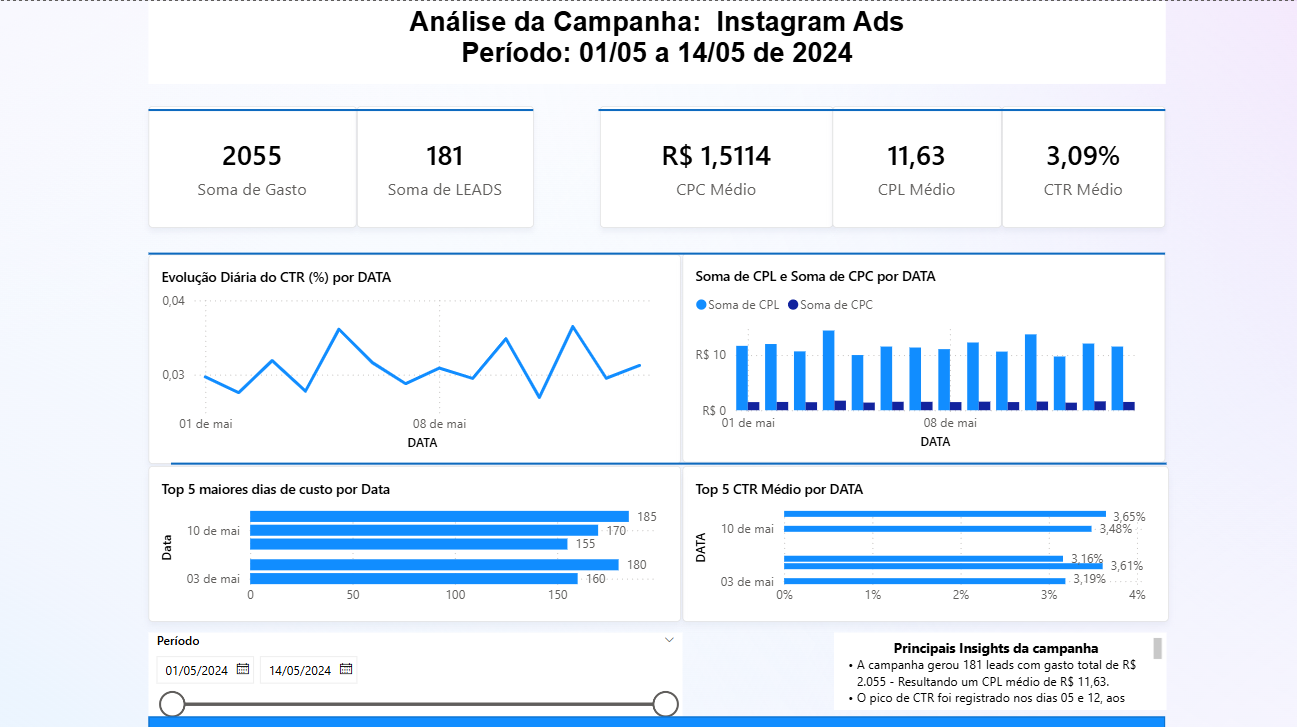 Análise da Campanha: Instagram Ads
Período: 01/05 a 14/05 de 2024
2055
Soma de Gasto
181
Soma de LEADS
R$ 1,5114
CPC Médio
11,63
CPL Médio
3,09%
CTR Médio
Evolução Diária do CTR (%) por DATA
0,04
0,03
01 de mai
08 de mai
DATA
Soma de CPL e Soma de CPC por DATA
Soma de CPL
Soma de CPC
R$ 10
R$ 0
01 de mai
08 de mai
DATA
Top 5 maiores dias de custo por Data
Data
185
10 de mai
170
155
180
03 de mai
160
0
50
100
150
Top 5 CTR Médio por DATA
DATA
3,65%
10 de mai
3,48%
3,16%
3,61%
03 de mai
3,19%
0%
1%
2%
3%
4%
Período
01/05/2024
14/05/2024
Principais Insights da campanha
• A campanha gerou 181 leads com gasto total de R$
2.055 - Resultando um CPL médio de R$ 11,63.
• O pico de CTR foi registrado nos dias 05 e 12, aos